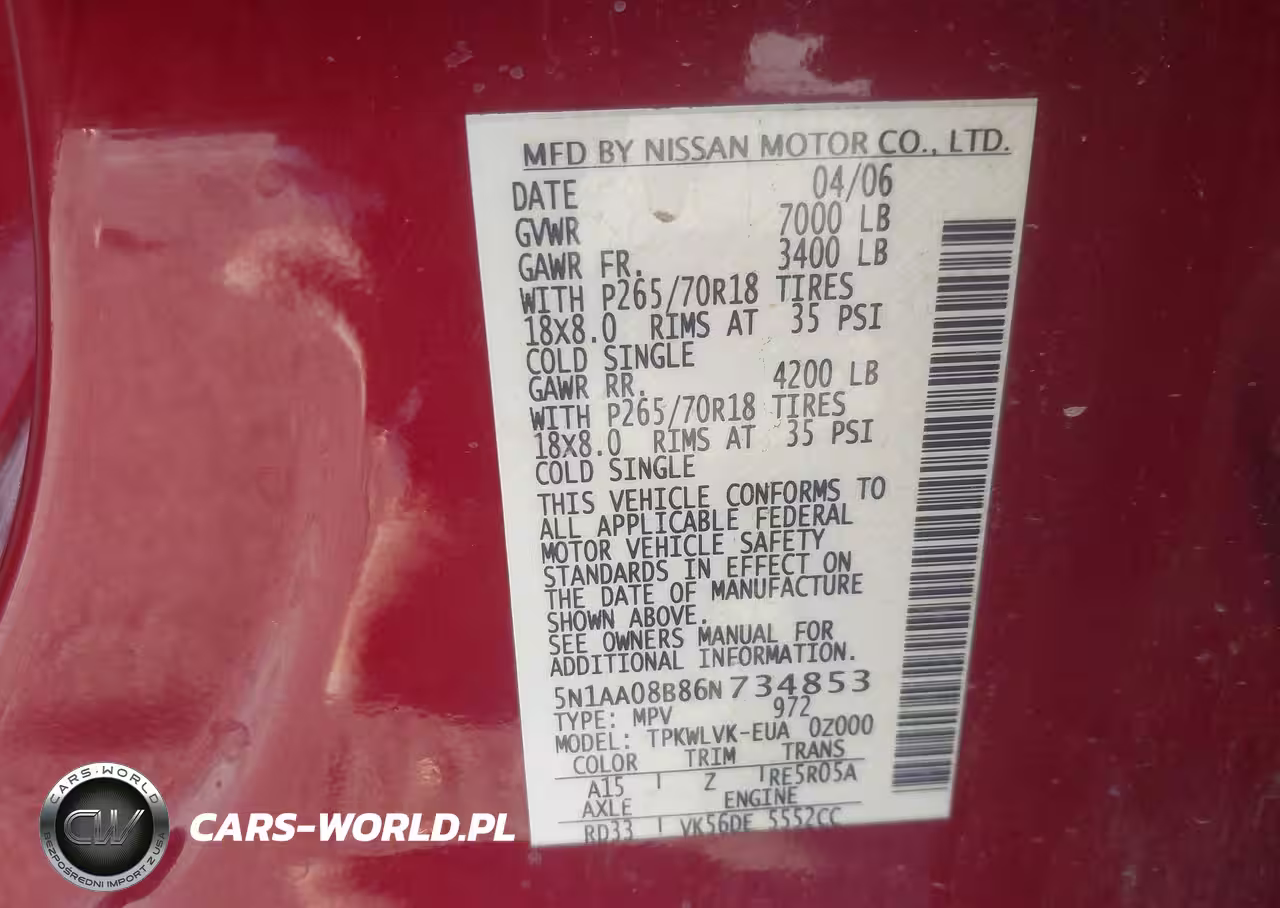 MFD BY NISSAN MOTOR CO., LTD.
DATE 04/06
GVWR 7000 LB
GAWR FR. 3400 LB
WITH P265/70R18 TIRES
18X8.0 RIMS AT 35 PSI
COLD SINGLE
GAWR RR. 4200 LB
WITH P265/70R18 TIRES
18X8.0 RIMS AT 35 PSI
COLD SINGLE
THIS VEHICLE CONFORMS TO
ALL APPLICABLE FEDERAL
MOTOR VEHICLE SAFETY
STANDARDS IN EFFECT ON
THE DATE OF MANUFACTURE
SHOWN ABOVE.
SEE OWNERS MANUAL FOR
ADDITIONAL INFORMATION.
5N1AA08B86N734853
TYPE: MPV 972
MODEL: TPKWLVK-EUA 0Z000
COLOR TRIM TRANS
A15 Z RE5R05A
AXLE ENGINE
RD33 VK56DE 5552CC
CARS-WORLD
CW
BEZPOŚREDNI IMPORT Z USA
CARS-WORLD.PL